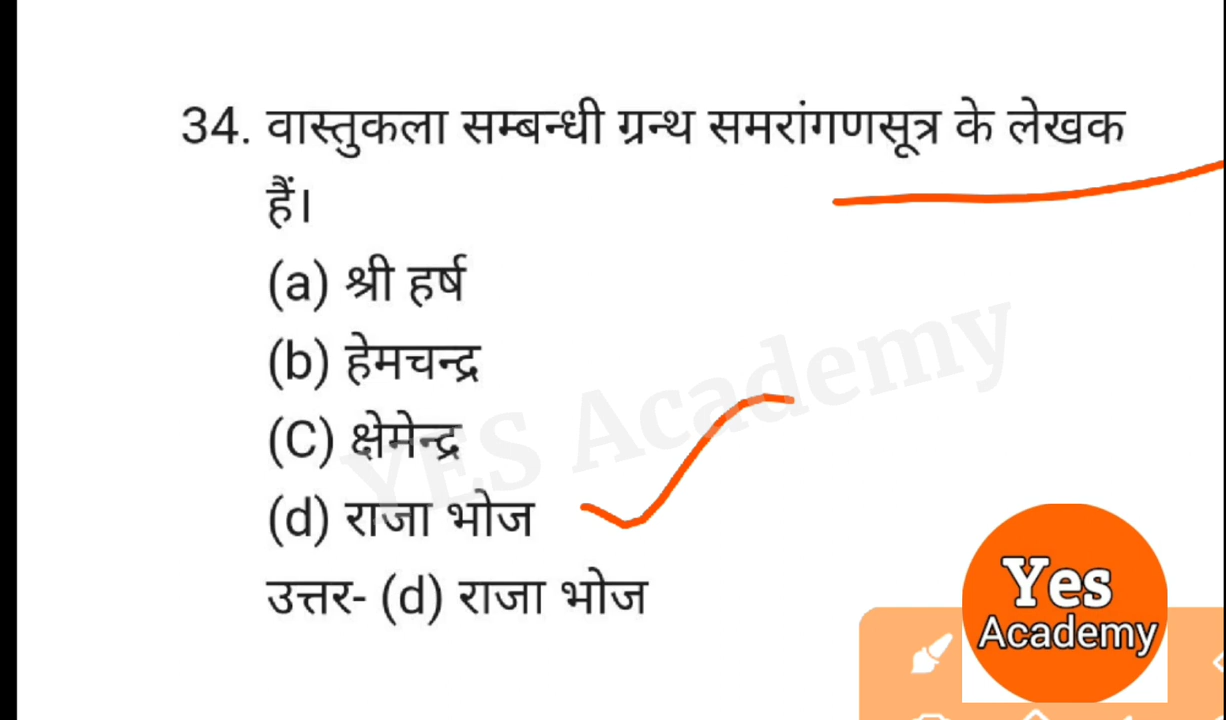 34. वास्तुकला सम्बन्धी ग्रन्थ समरांगणसूत्र के लेखक
हैं।
(a) श्री हर्ष
(b) हेमचन्द्र
(C) क्षेमेन्द्र
(d) राजा भोज
उत्तर- (d) राजा भोज
YES Academy
Yes
Academy